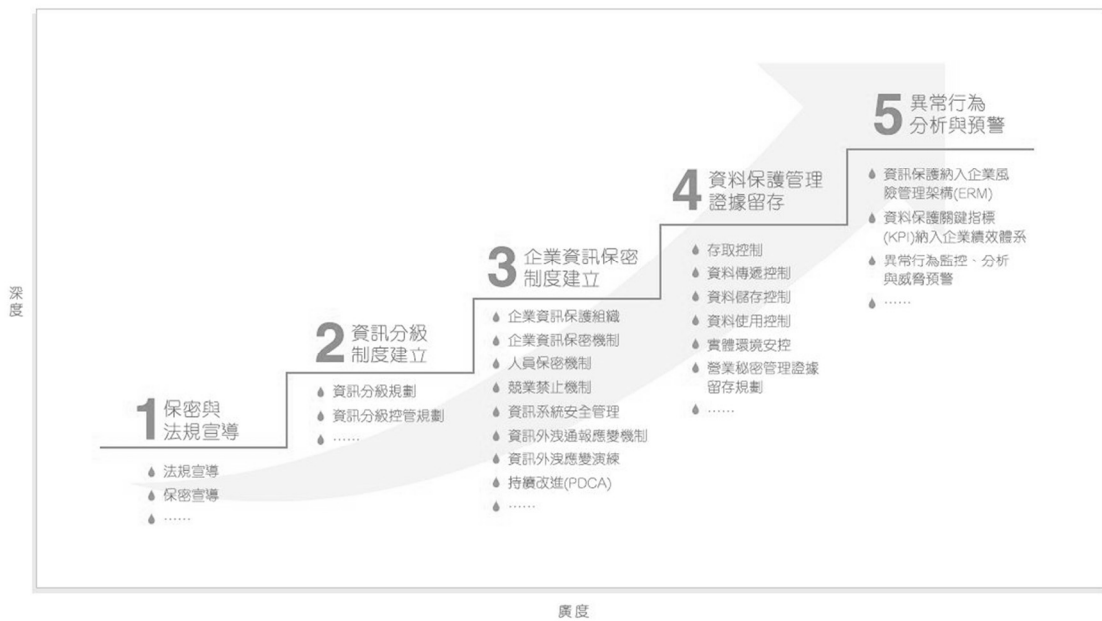 深度
1 保密與
法規宣導
法規宣導
保密宣導
……
2 資訊分級
制度建立
資訊分級規劃
資訊分級控管規劃
……
3 企業資訊保密
制度建立
企業資訊保護組織
企業資訊保密機制
人員保密機制
競業禁止機制
資訊系統安全管理
資訊外洩通報應變機制
資訊外洩應變演練
持續改進(PDCA)
……
4 資料保護管理
證據留存
存取控制
資料傳遞控制
資料儲存控制
資料使用控制
實體環境安控
營業秘密管理證據
留存規劃
……
5 異常行為
分析與預警
資訊保護納入企業風
險管理架構(ERM)
資料保護關鍵指標
(KPI)納入企業績效體系
異常行為監控、分析
與威脅預警
……
廣度